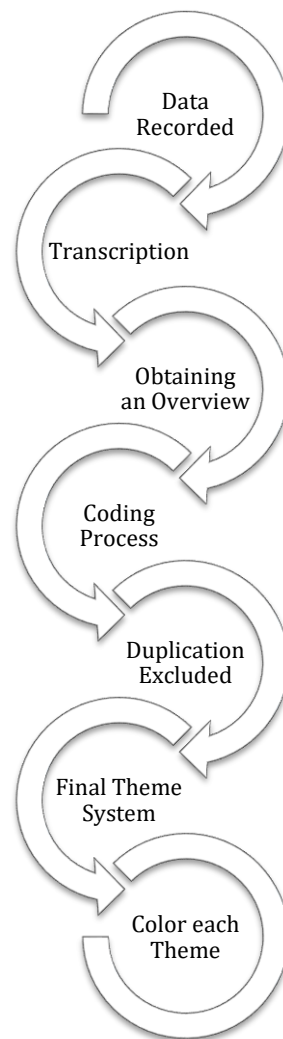 Data
Recorded
Transcription
Obtaining
an Overview
Coding
Process
Duplication
Excluded
Final Theme
System
Color each
Theme